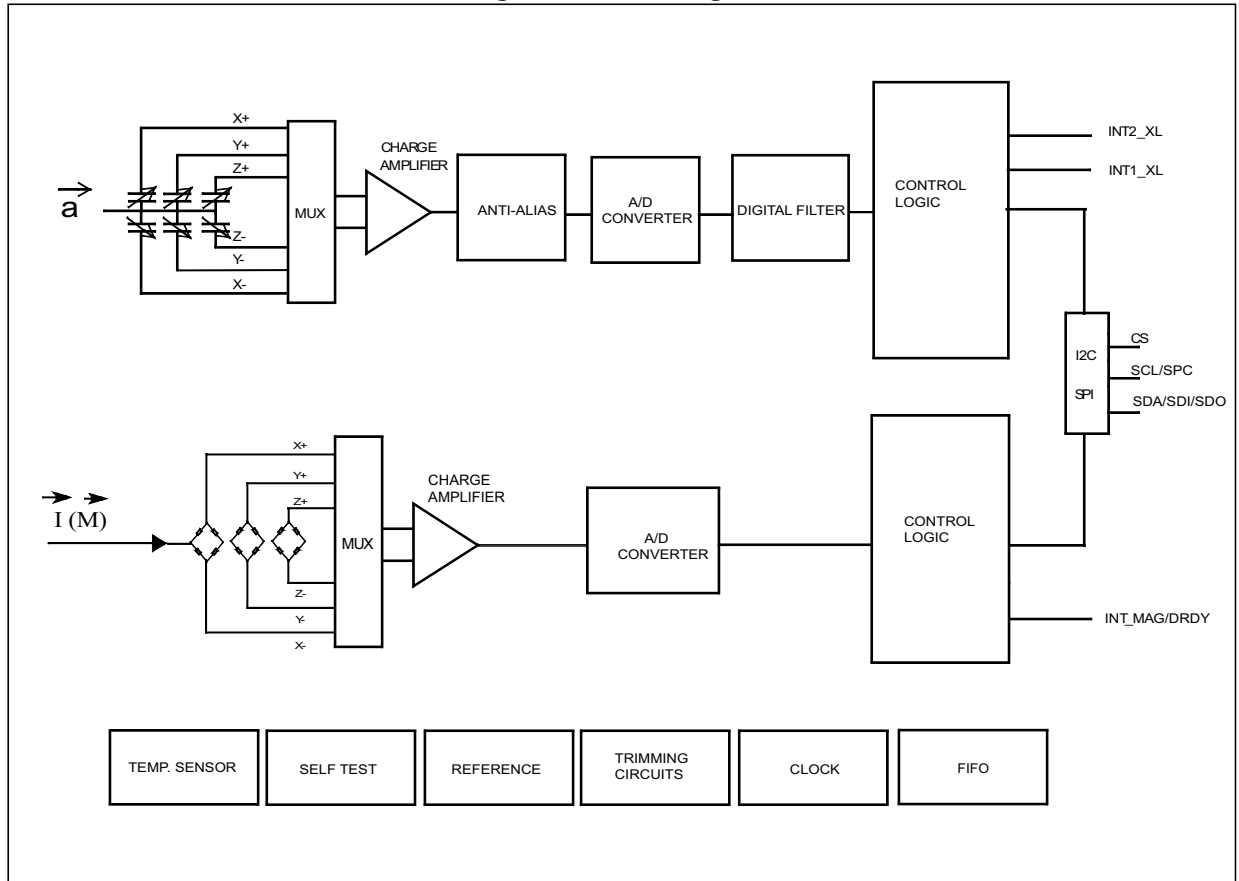 X+
Y+
Z+
a
Z-
Y-
X-
MUX
CHARGE
AMPLIFIER
ANTI-ALIAS
A/D
CONVERTER
DIGITAL FILTER
CONTROL
LOGIC
INT2_XL
INT1_XL
I2C
SPI
CS
SCL/SPC
SDA/SDI/SDO
X+
Y+
Z+
I (M)
Z-
Y-
X-
MUX
CHARGE
AMPLIFIER
A/D
CONVERTER
CONTROL
LOGIC
INT_MAG/DRDY
TEMP. SENSOR
SELF TEST
REFERENCE
TRIMMING
CIRCUITS
CLOCK
FIFO